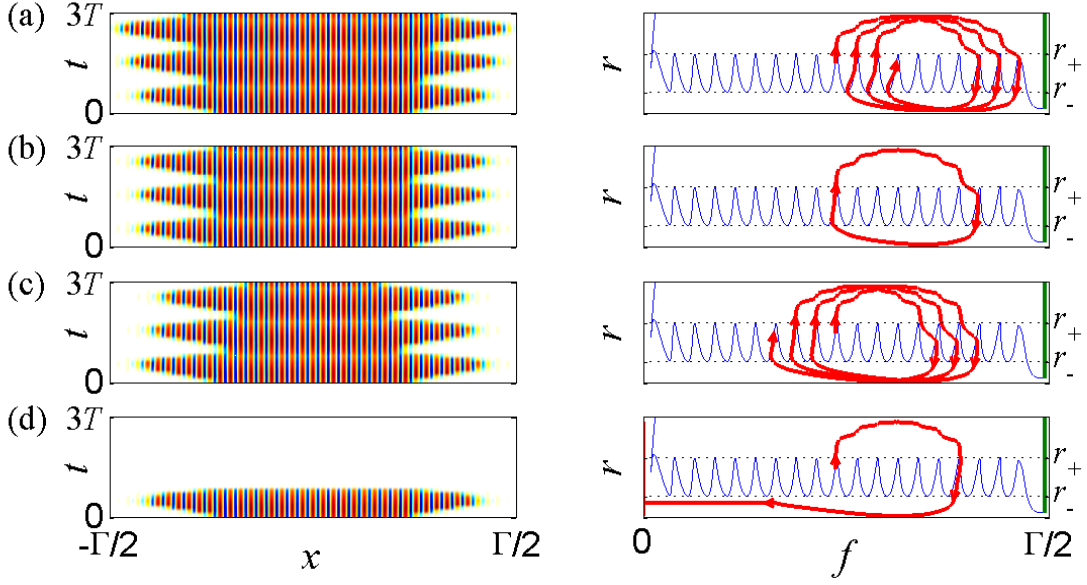 (a) 3T t 0 r r+ r-
(b) 3T t 0 r r+ r-
(c) 3T t 0 r r+ r-
(d) 3T t 0 r r+ r-
-Γ/2 x Γ/2 0 f Γ/2